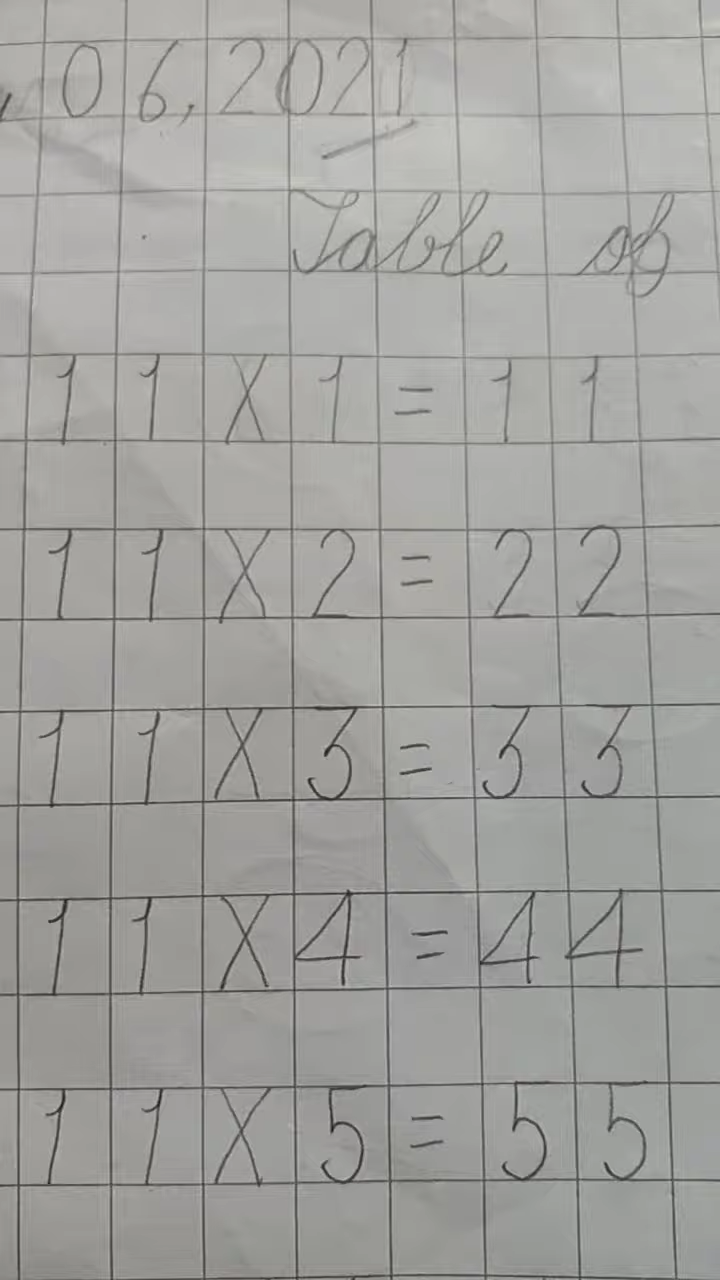 , 06, 2021
Table of
11 X 1 = 11
11 X 2 = 22
11 X 3 = 33
11 X 4 = 44
11 X 5 = 55